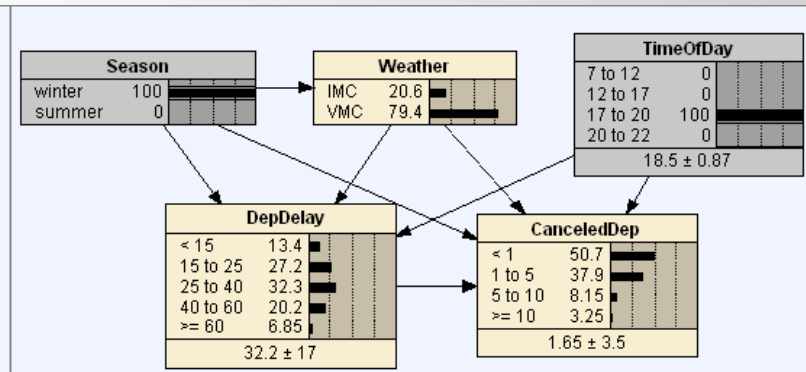 Season
winter 100
summer 0
Weather
IMC 20.6
VMC 79.4
TimeOfDay
7 to 12 0
12 to 17 0
17 to 20 100
20 to 22 0
18.5 ± 0.87
DepDelay
< 15 13.4
15 to 25 27.2
25 to 40 32.3
40 to 60 20.2
>= 60 6.85
32.2 ± 17
CanceledDep
< 1 50.7
1 to 5 37.9
5 to 10 8.15
>= 10 3.25
1.65 ± 3.5